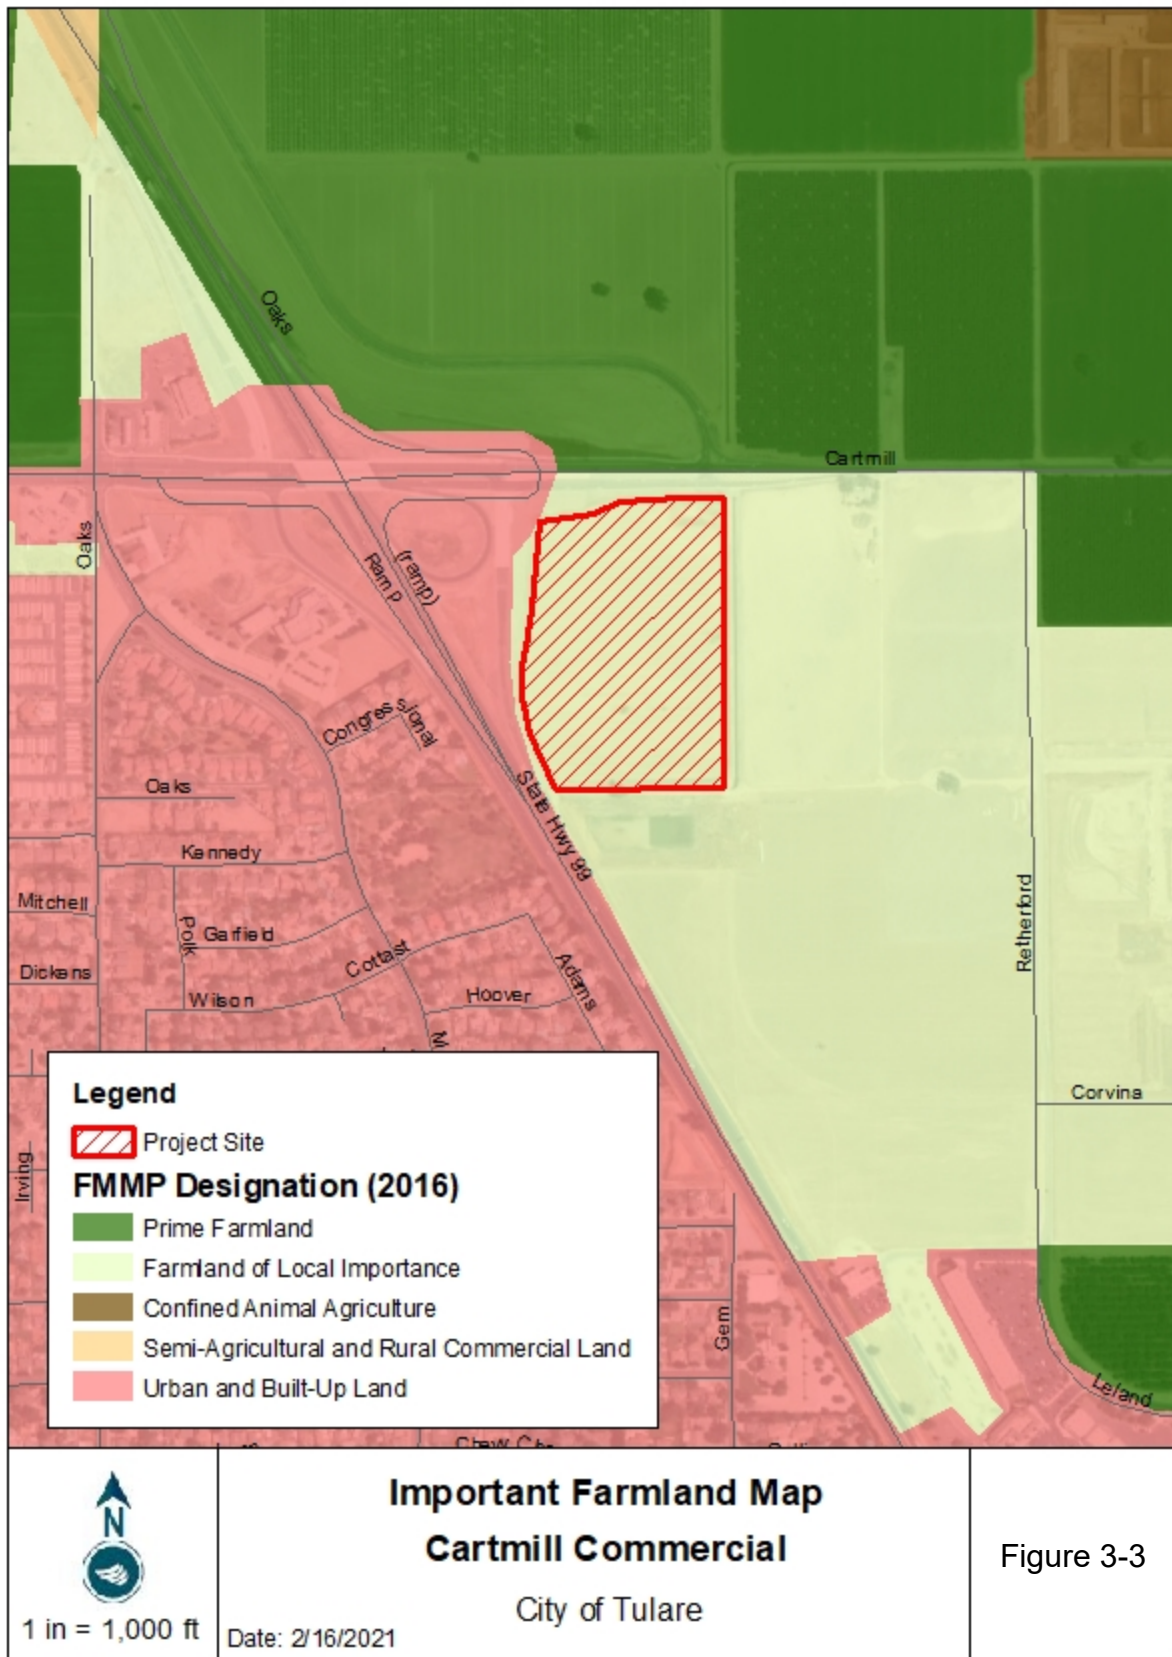 Oaks
Cartmill
Oaks
Ramp
(ramp)
Congressional
Oaks
State Hwy 99
Kennedy
Mitchell
Polk
Garfield
Retherford
Cottast
Dickens
Adams
Wilson
Hoover
M
Corvina
Irving
Gem
Leland
Legend
Project Site
FMMP Designation (2016)
Prime Farmland
Farmland of Local Importance
Confined Animal Agriculture
Semi-Agricultural and Rural Commercial Land
Urban and Built-Up Land
N
1 in = 1,000 ft
Important Farmland Map
Cartmill Commercial
City of Tulare
Date: 2/16/2021
Figure 3-3